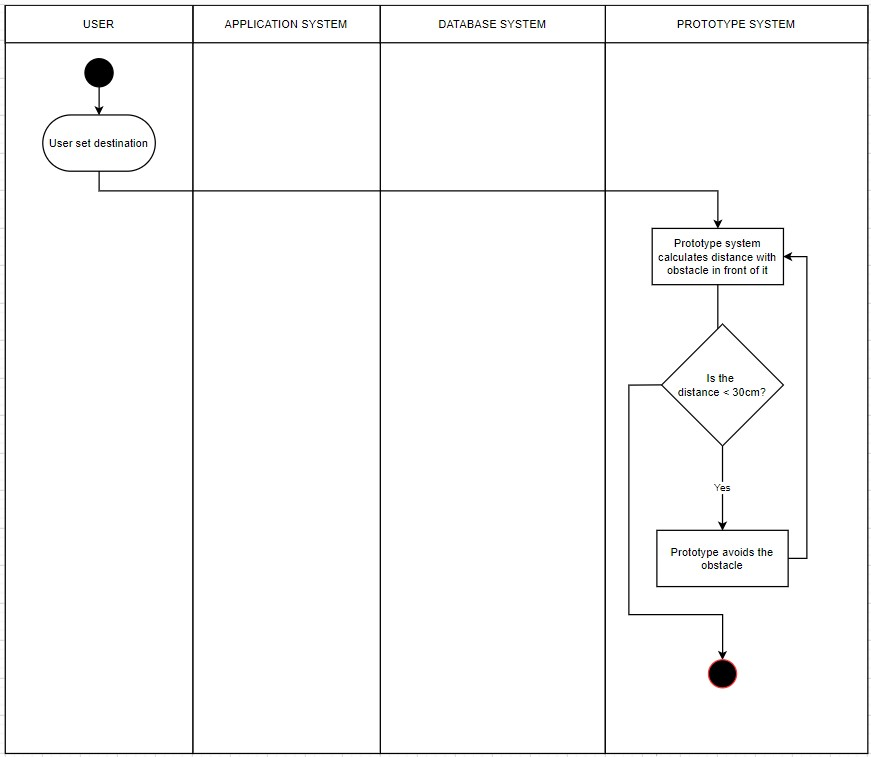 USER
APPLICATION SYSTEM
DATABASE SYSTEM
PROTOTYPE SYSTEM
User set destination
Prototype system
calculates distance with
obstacle in front of it
Is the
distance < 30cm?
Yes
Prototype avoids the
obstacle